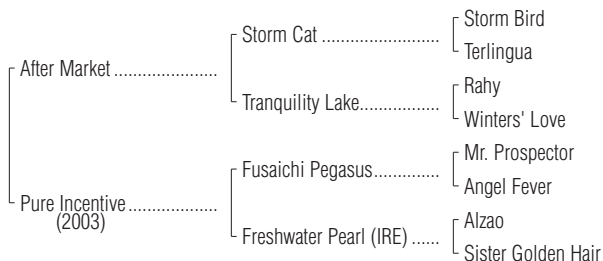 Storm Bird
Storm Cat ..........................
Terlingua
After Market .......................
Rahy
Tranquility Lake..................
Winters' Love
Mr. Prospector
Fusaichi Pegasus...............
Angel Fever
Pure Incentive ....................
(2003)
Alzao
Freshwater Pearl (IRE) ......
Sister Golden Hair